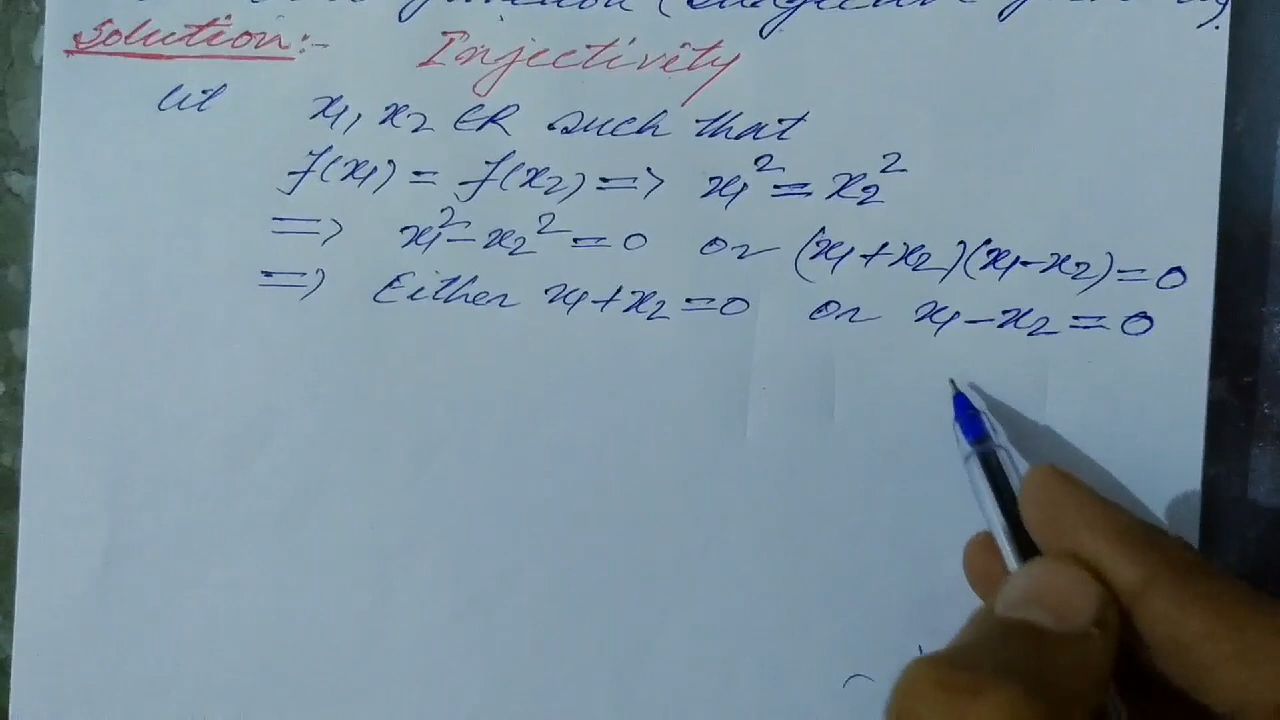 function (
Solution:- Injectivity
Let x₁, x₂ ∈ R such that
f(x₁) = f(x₂) => x₁² = x₂²
=> x₁² - x₂² = 0 or (x₁+x₂)(x₁-x₂) = 0
=> Either x₁+x₂ = 0 or x₁-x₂ = 0